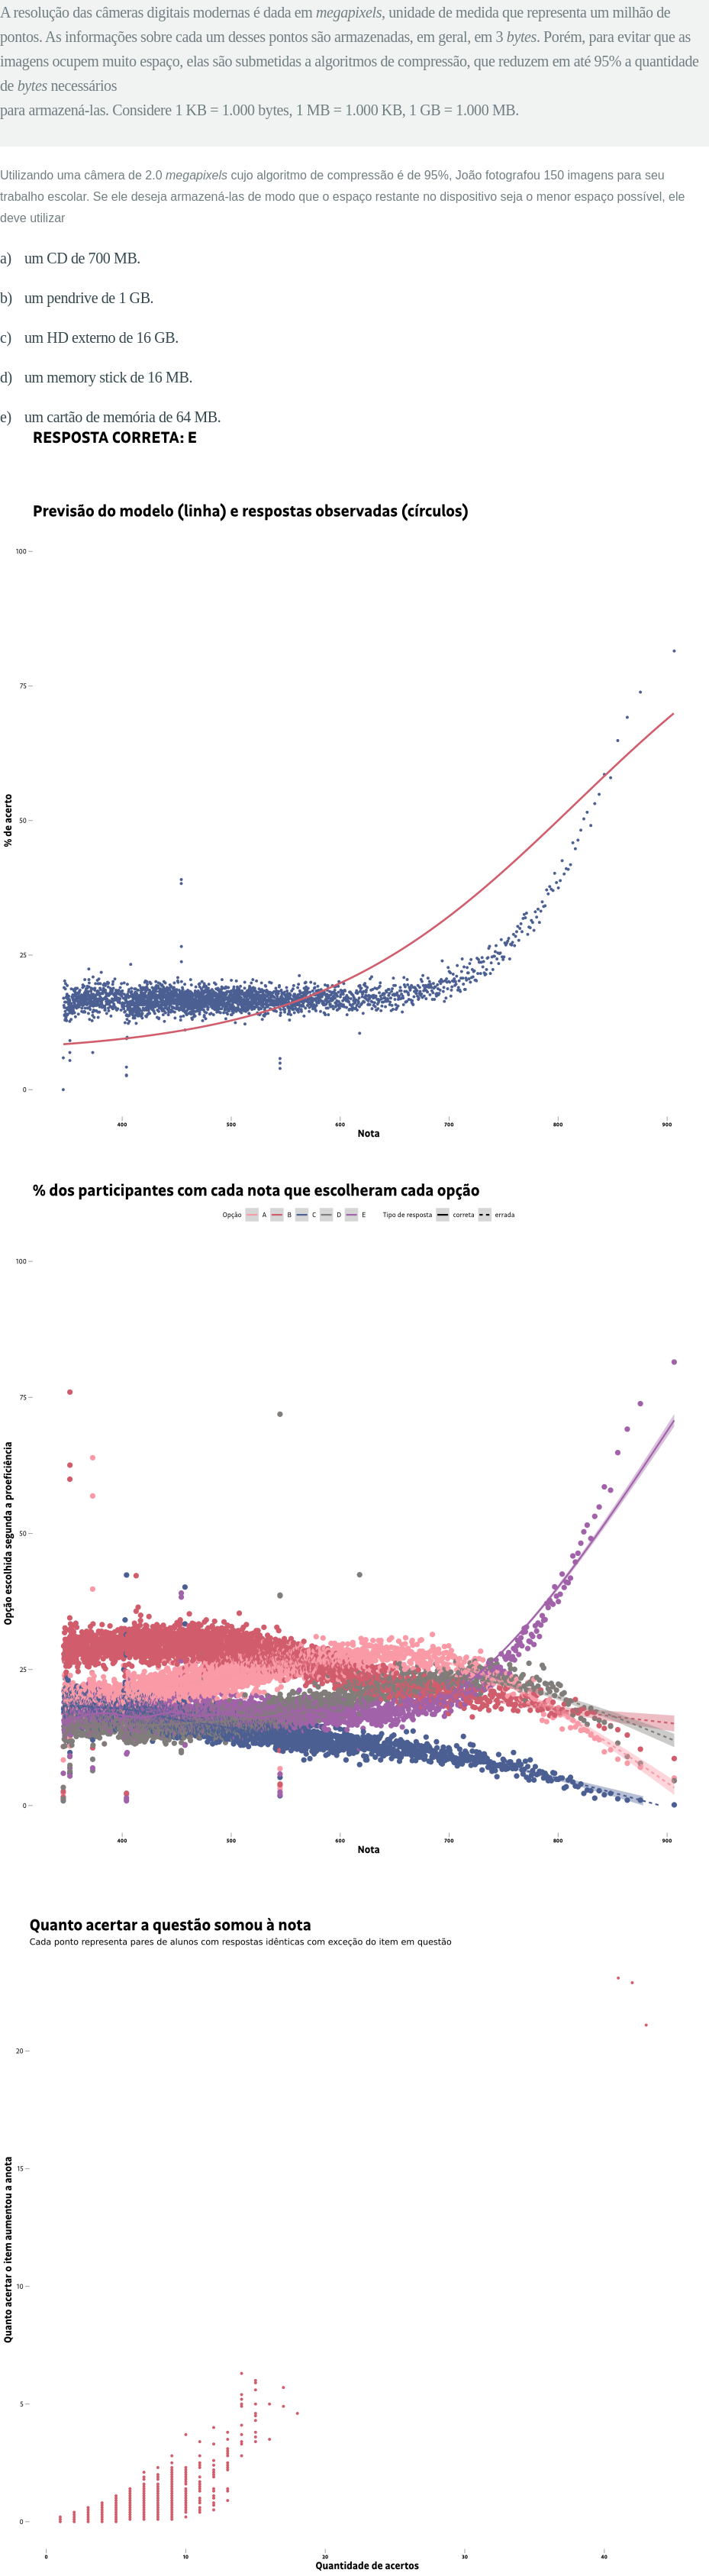 A resolução das câmeras digitais modernas é dada em megapixels, unidade de medida que representa um milhão de
pontos. As informações sobre cada um desses pontos são armazenadas, em geral, em 3 bytes. Porém, para evitar que as
imagens ocupem muito espaço, elas são submetidas a algoritmos de compressão, que reduzem em até 95% a quantidade
de bytes necessários
para armazená-las. Considere 1 KB = 1.000 bytes, 1 MB = 1.000 KB, 1 GB = 1.000 MB.
Utilizando uma câmera de 2.0 megapixels cujo algoritmo de compressão é de 95%, João fotografou 150 imagens para seu
trabalho escolar. Se ele deseja armazená-las de modo que o espaço restante no dispositivo seja o menor espaço possível, ele
deve utilizar
a) um CD de 700 MB.
b) um pendrive de 1 GB.
c) um HD externo de 16 GB.
d) um memory stick de 16 MB.
e) um cartão de memória de 64 MB.
RESPOSTA CORRETA: E
Previsão do modelo (linha) e respostas observadas (círculos)
100
75
50
25
0
% de acerto
400 500 600 700 800 900
Nota
% dos participantes com cada nota que escolheram cada opção
Opção A B C D E Tipo de resposta correta errada
100
75
50
25
0
Opção escolhida segunda a proeficiência
400 500 600 700 800 900
Nota
Quanto acertar a questão somou à nota
Cada ponto representa pares de alunos com respostas idênticas com exceção do item em questão
20
15
10
5
0
Quanto acertar o item aumentou a anota
0 10 20 30 40
Quantidade de acertos